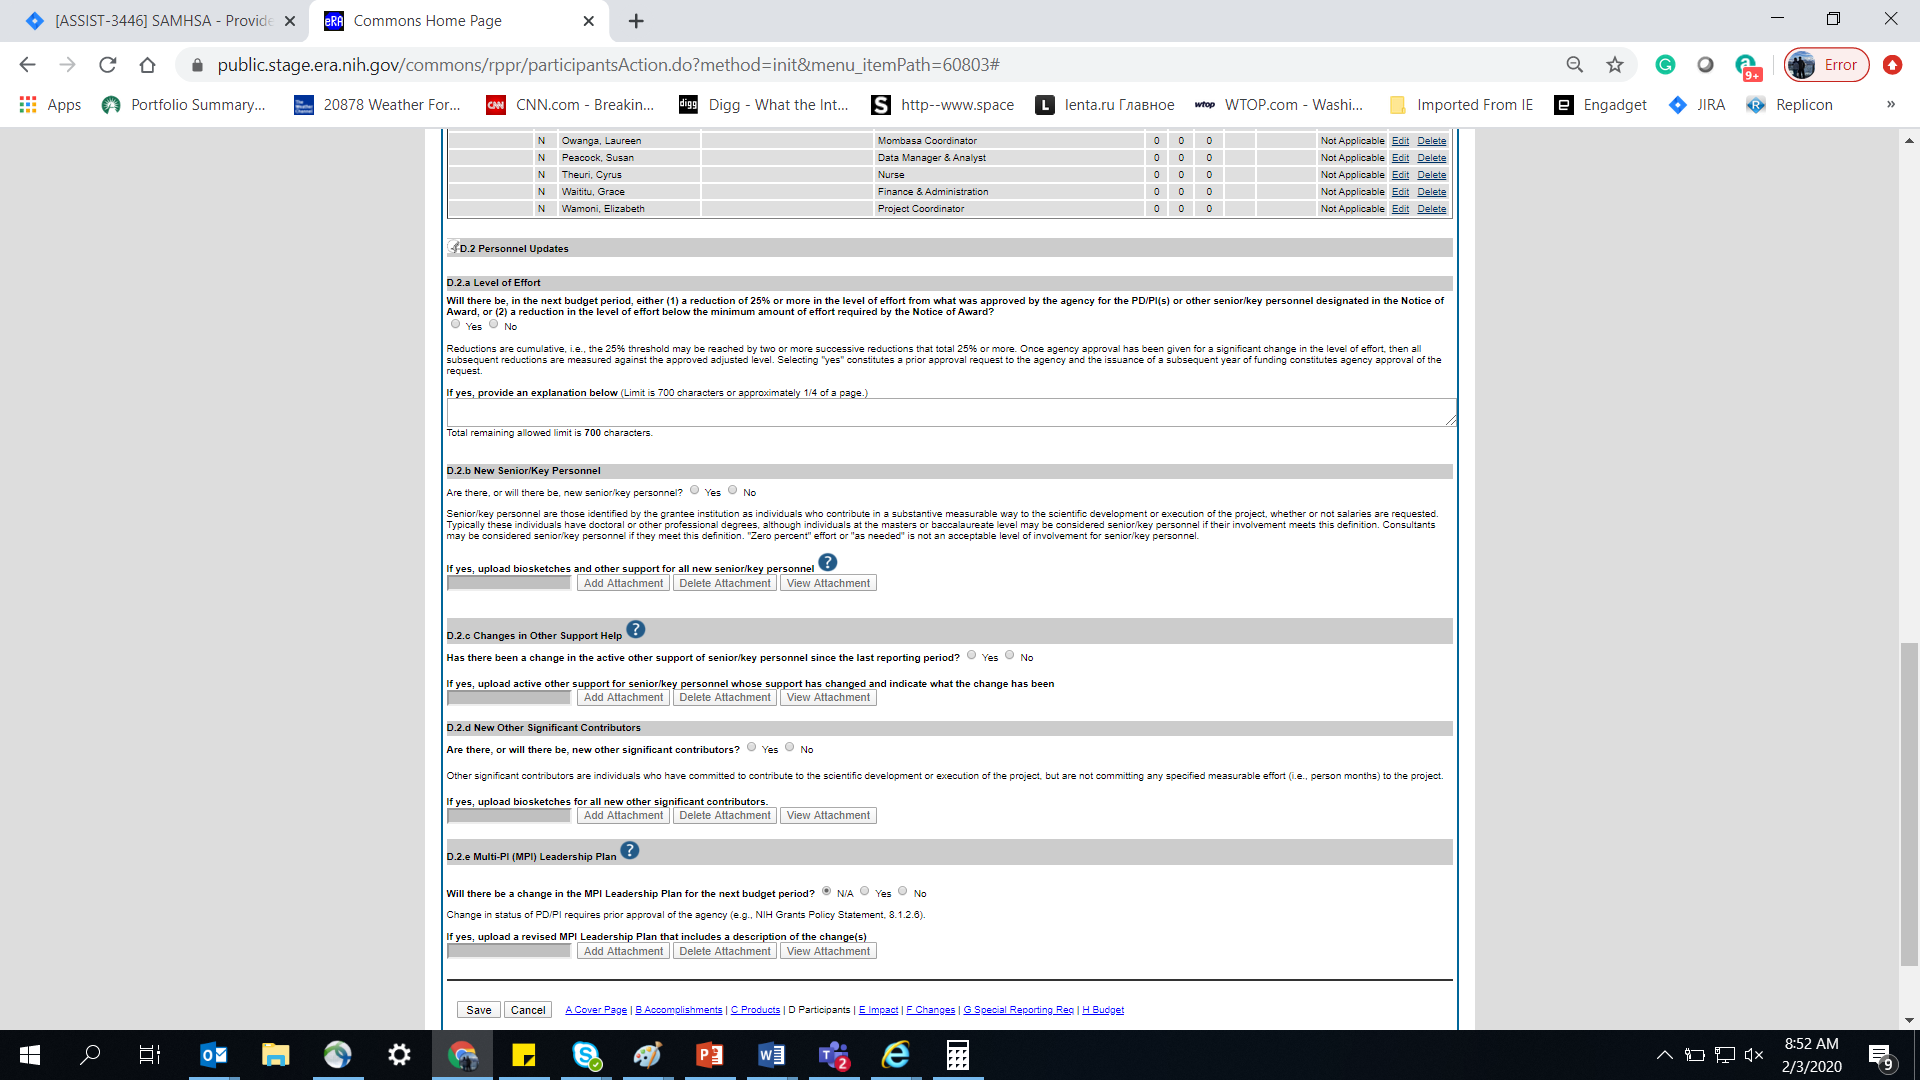 [ASSIST-3446] SAMHSA - Provide
eRA Commons Home Page
public.stage.era.nih.gov/commons/rppr/participantsAction.do?method=init&menu_itemPath=60803#
9+
Error
Apps
Portfolio Summary...
20878 Weather For...
CNN CNN.com - Breakin...
digg Digg - What the Int...
S http--www.space
L lenta.ru Главное
wtop WTOP.com - Washi...
Imported From IE
Engadget
JIRA
Replicon
»
N Owanga, Laureen Mombasa Coordinator 0 0 0 Not Applicable Edit Delete
N Peacock, Susan Data Manager & Analyst 0 0 0 Not Applicable Edit Delete
N Theuri, Cyrus Nurse 0 0 0 Not Applicable Edit Delete
N Waititu, Grace Finance & Administration 0 0 0 Not Applicable Edit Delete
N Wamoni, Elizabeth Project Coordinator 0 0 0 Not Applicable Edit Delete
D.2 Personnel Updates
D.2.a Level of Effort
Will there be, in the next budget period, either (1) a reduction of 25% or more in the level of effort from what was approved by the agency for the PD/PI(s) or other senior/key personnel designated in the Notice of
Award, or (2) a reduction in the level of effort below the minimum amount of effort required by the Notice of Award?
Yes No
Reductions are cumulative, i.e., the 25% threshold may be reached by two or more successive reductions that total 25% or more. Once agency approval has been given for a significant change in the level of effort, then all
subsequent reductions are measured against the approved adjusted level. Selecting "yes" constitutes a prior approval request to the agency and the issuance of a subsequent year of funding constitutes agency approval of the
request.
If yes, provide an explanation below (Limit is 700 characters or approximately 1/4 of a page.)
Total remaining allowed limit is 700 characters.
D.2.b New Senior/Key Personnel
Are there, or will there be, new senior/key personnel? Yes No
Senior/key personnel are those identified by the grantee institution as individuals who contribute in a substantive measurable way to the scientific development or execution of the project, whether or not salaries are requested.
Typically these individuals have doctoral or other professional degrees, although individuals at the masters or baccalaureate level may be considered senior/key personnel if their involvement meets this definition. Consultants
may be considered senior/key personnel if they meet this definition. "Zero percent" effort or "as needed" is not an acceptable level of involvement for senior/key personnel.
If yes, upload biosketches and other support for all new senior/key personnel ?
Add Attachment Delete Attachment View Attachment
D.2.c Changes in Other Support Help ?
Has there been a change in the active other support of senior/key personnel since the last reporting period? Yes No
If yes, upload active other support for senior/key personnel whose support has changed and indicate what the change has been
Add Attachment Delete Attachment View Attachment
D.2.d New Other Significant Contributors
Are there, or will there be, new other significant contributors? Yes No
Other significant contributors are individuals who have committed to contribute to the scientific development or execution of the project, but are not committing any specified measurable effort (i.e., person months) to the project.
If yes, upload biosketches for all new other significant contributors.
Add Attachment Delete Attachment View Attachment
D.2.e Multi-PI (MPI) Leadership Plan ?
Will there be a change in the MPI Leadership Plan for the next budget period? N/A Yes No
Change in status of PD/PI requires prior approval of the agency (e.g., NIH Grants Policy Statement, 8.1.2.6).
If yes, upload a revised MPI Leadership Plan that includes a description of the change(s)
Add Attachment Delete Attachment View Attachment
Save Cancel A Cover Page | B Accomplishments | C Products | D Participants | E Impact | F Changes | G Special Reporting Req | H Budget
8:52 AM
2/3/2020
2
9